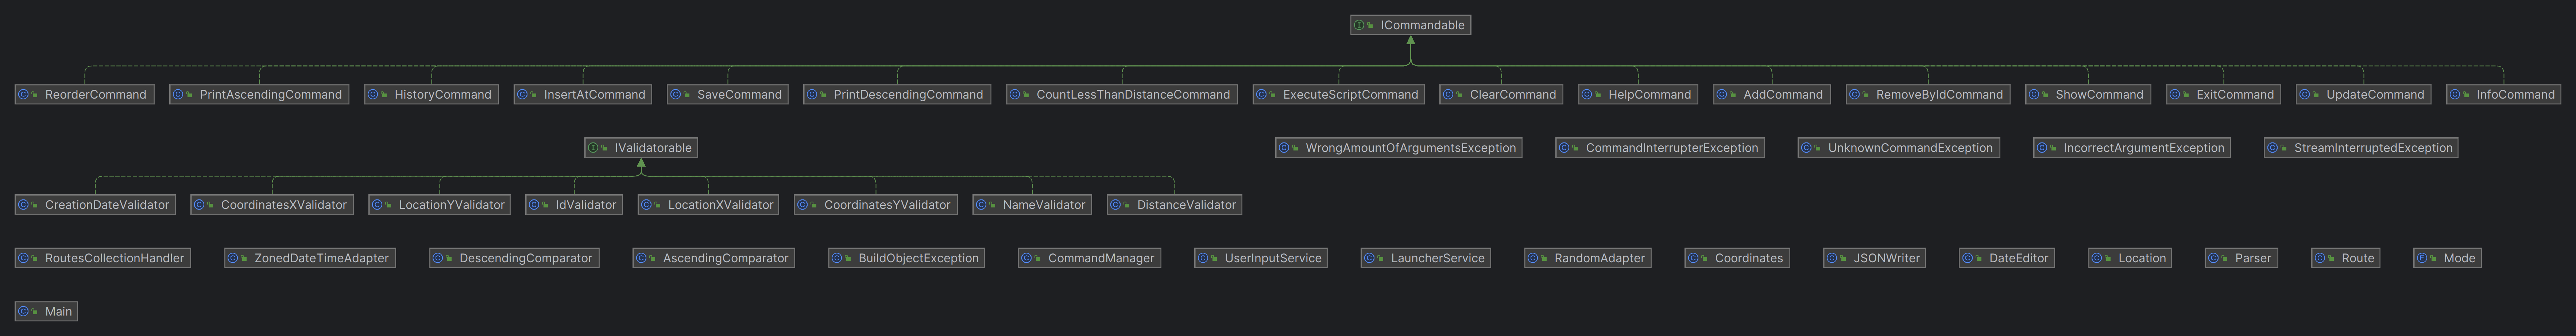 ICommandable
ReorderCommand PrintAscendingCommand HistoryCommand InsertAtCommand SaveCommand PrintDescendingCommand CountLessThanDistanceCommand ExecuteScriptCommand ClearCommand HelpCommand AddCommand RemoveByIdCommand ShowCommand ExitCommand UpdateCommand InfoCommand
IValidatorable WrongAmountOfArgumentsException CommandInterrupterException UnknownCommandException IncorrectArgumentException StreamInterruptedException
CreationDateValidator CoordinatesXValidator LocationYValidator IdValidator LocationXValidator CoordinatesYValidator NameValidator DistanceValidator
RoutesCollectionHandler ZonedDateTimeAdapter DescendingComparator AscendingComparator BuildObjectException CommandManager UserInputService LauncherService RandomAdapter Coordinates JSONWriter DateEditor Location Parser Route Mode
Main